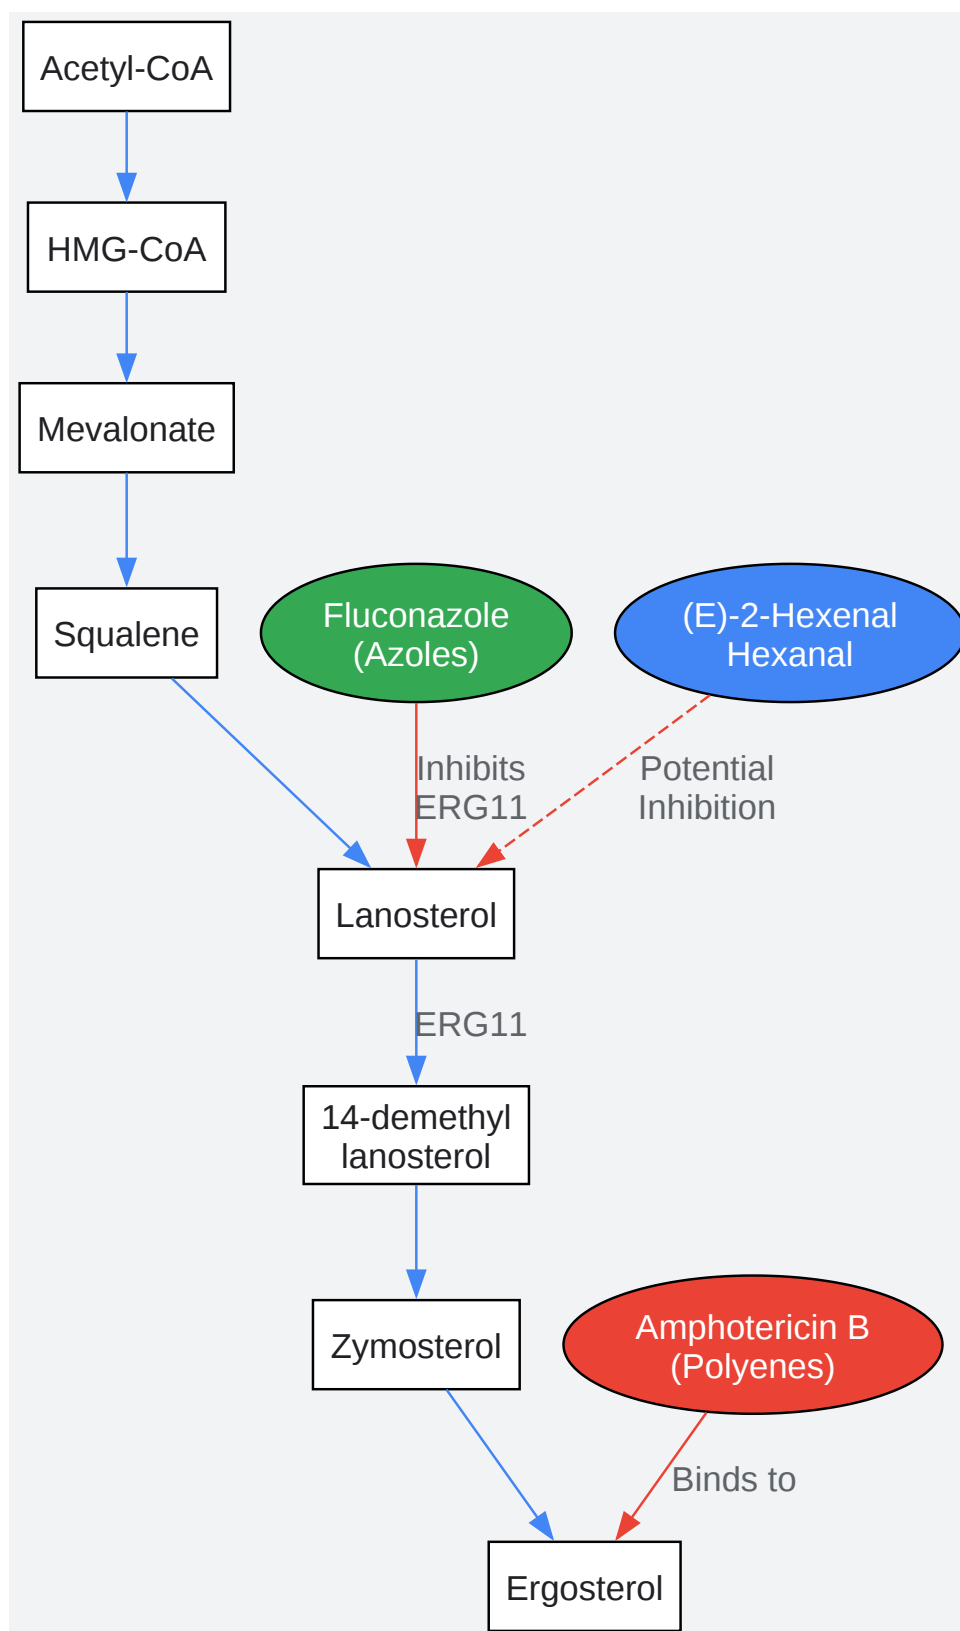 Acetyl-CoA
HMG-CoA
Mevalonate
Squalene
Fluconazole
(Azoles)
(E)-2-Hexenal
Hexanal
Inhibits
ERG11
Potential
Inhibition
Lanosterol
ERG11
14-demethyl
lanosterol
Zymosterol
Amphotericin B
(Polyenes)
Binds to
Ergosterol